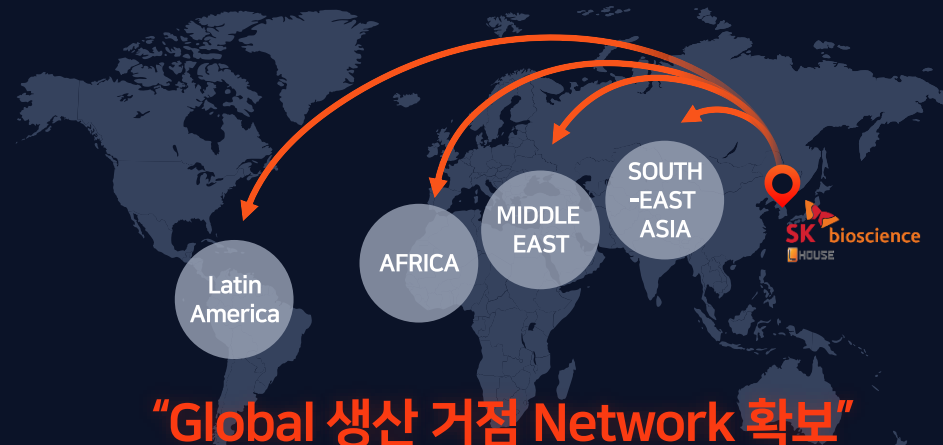 SOUTH
-EAST
ASIA
MIDDLE
EAST
AFRICA
Latin
America
SK bioscience
L HOUSE
“Global 생산 거점 Network 확보”